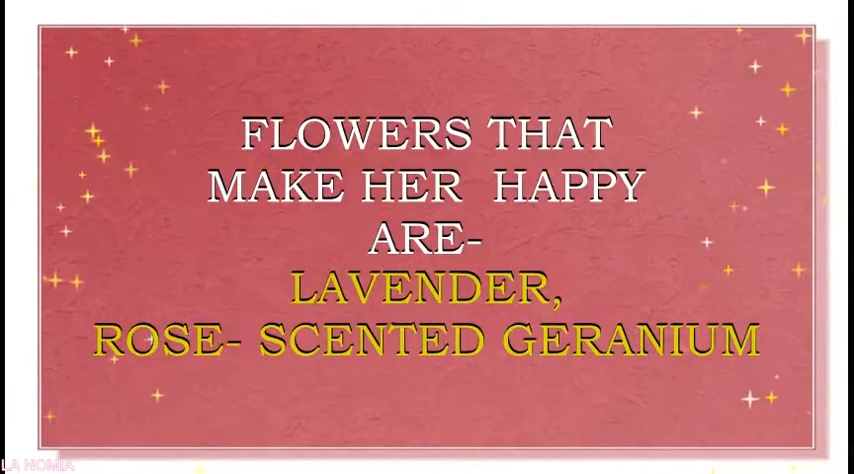 FLOWERS THAT
MAKE HER HAPPY
ARE-
LAVENDER,
ROSE- SCENTED GERANIUM
LA NOMIA